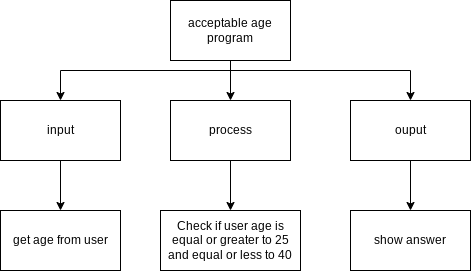 acceptable age
program
input
process
ouput
get age from user
Check if user age is
equal or greater to 25
and equal or less to 40
show answer